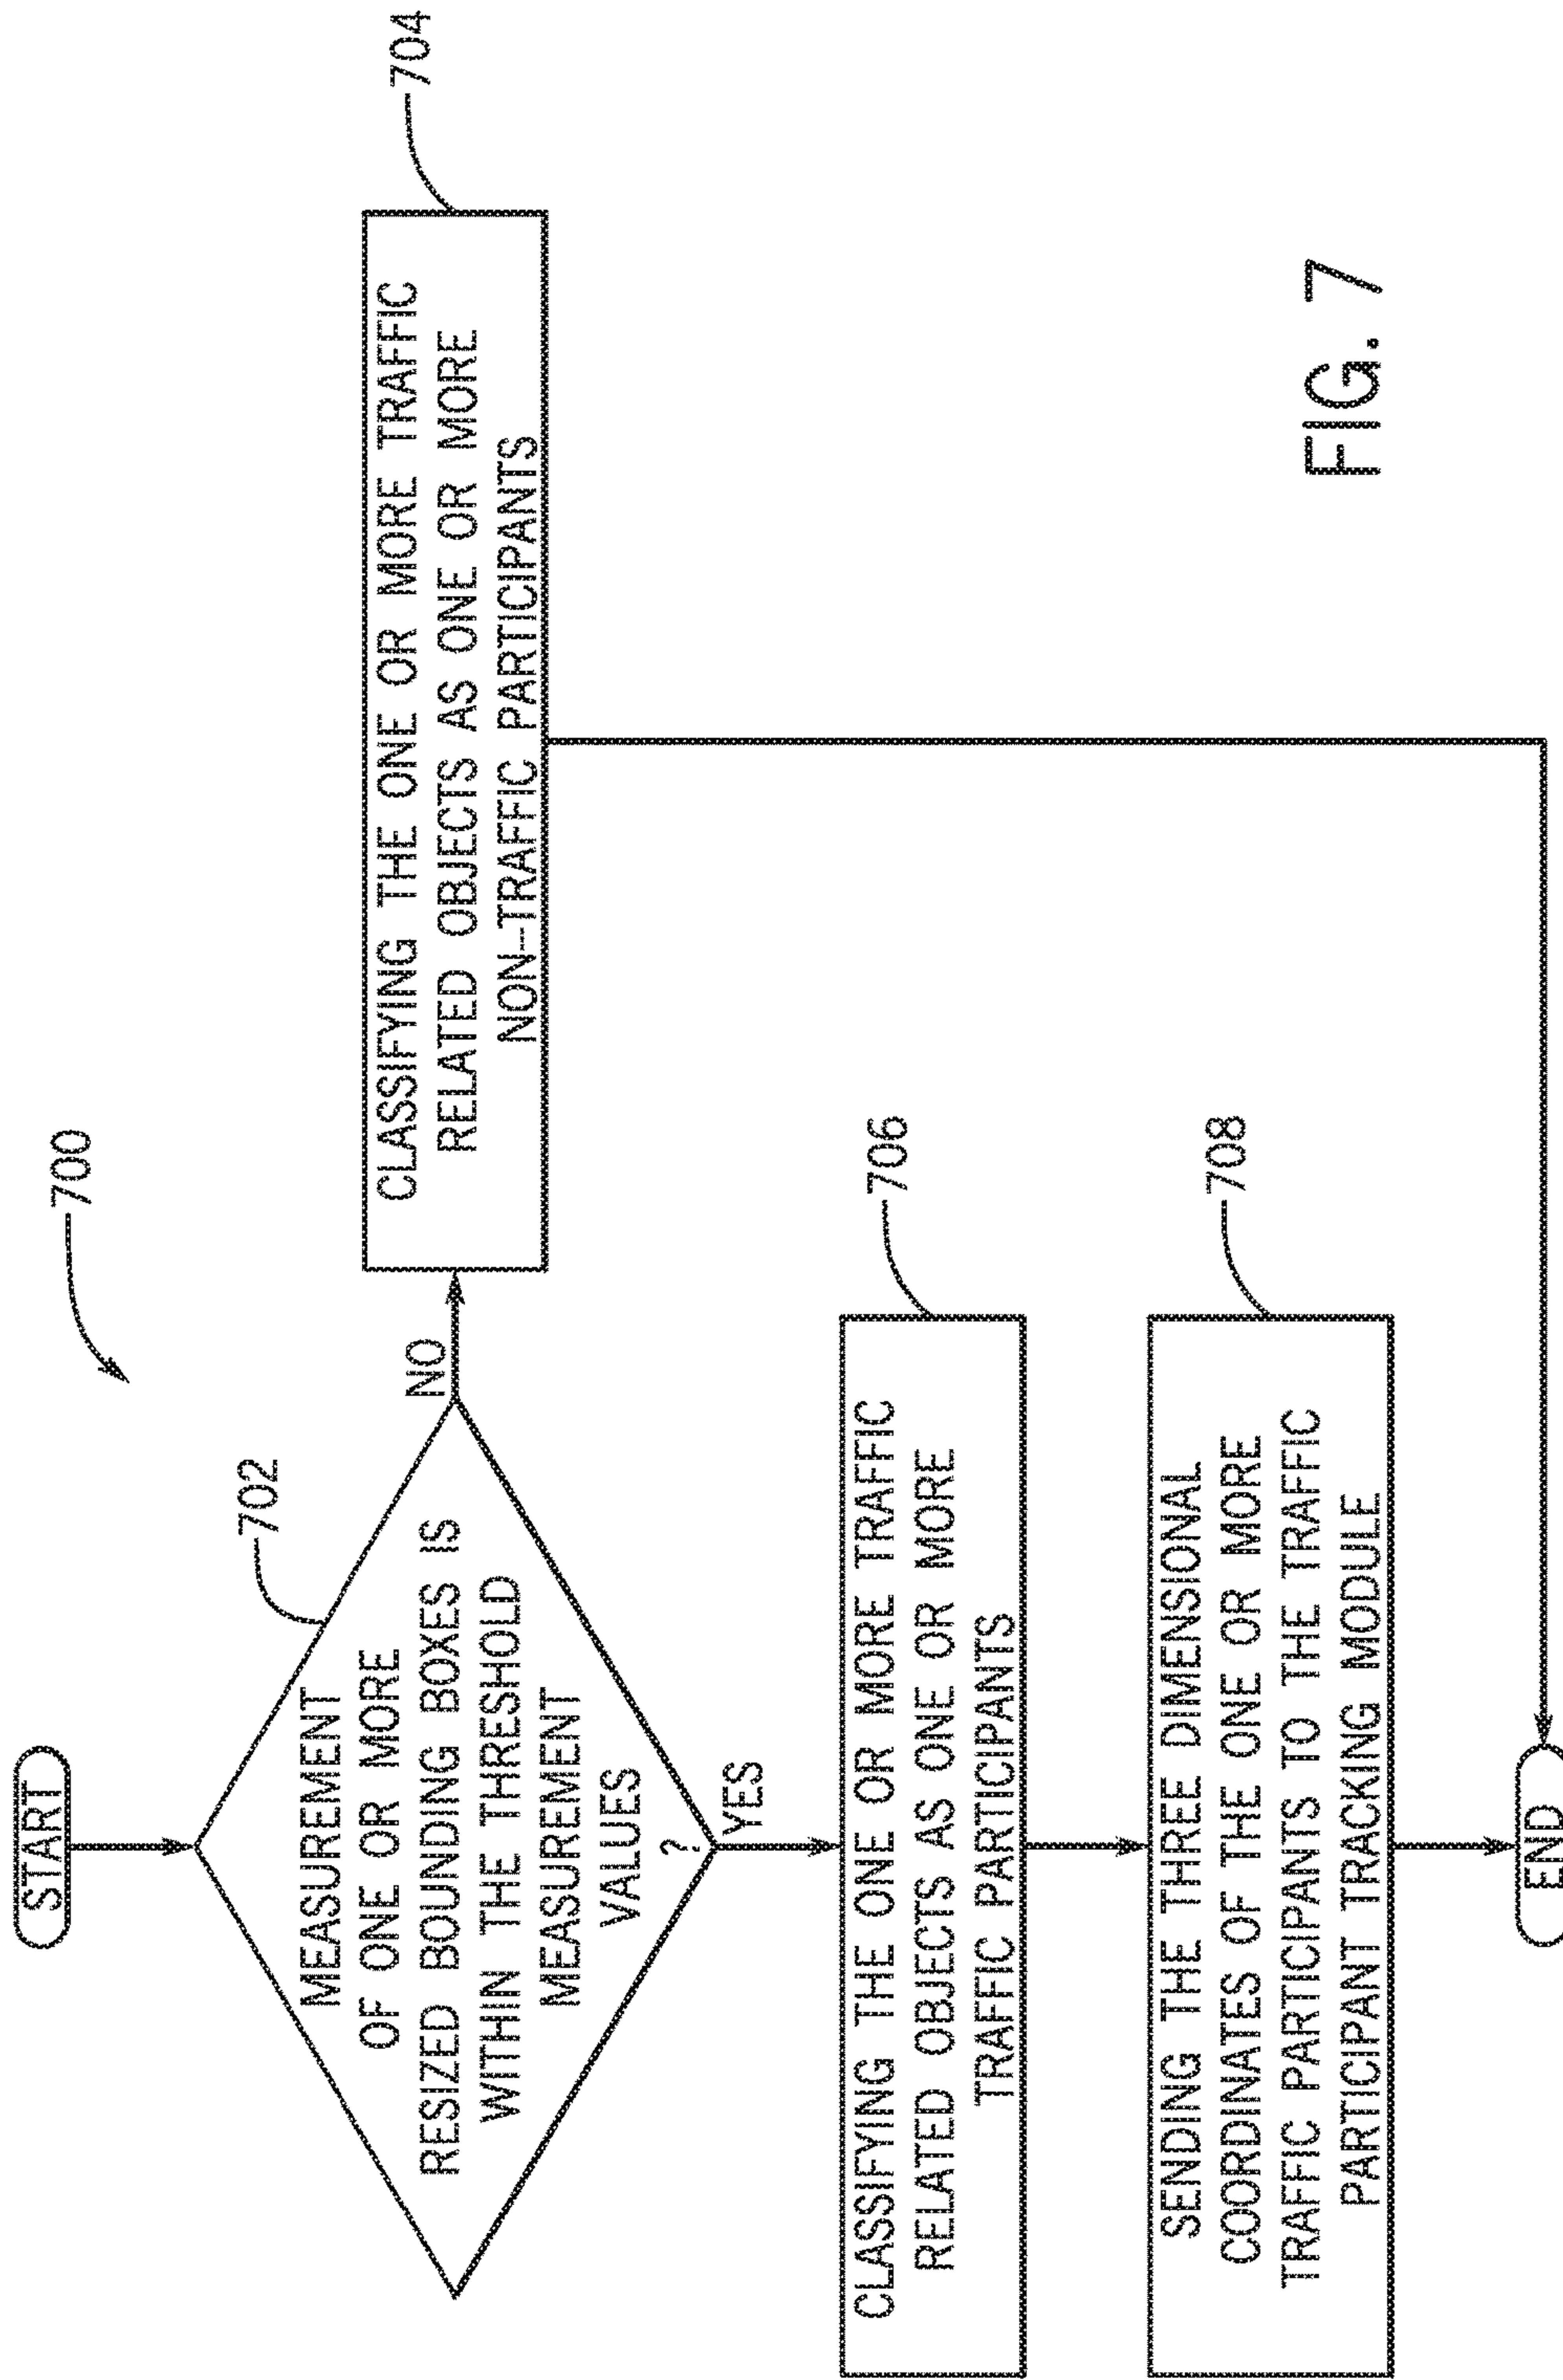 700
START
702
MEASUREMENT
OF ONE OR MORE
RESIZED BOUNDING BOXES IS
WITHIN THE THRESHOLD
MEASUREMENT
VALUES
?
NO
704
CLASSIFYING THE ONE OR MORE TRAFFIC
RELATED OBJECTS AS ONE OR MORE
NON-TRAFFIC PARTICIPANTS
YES
706
CLASSIFYING THE ONE OR MORE TRAFFIC
RELATED OBJECTS AS ONE OR MORE
TRAFFIC PARTICIPANTS
708
SENDING THE THREE DIMENSIONAL
COORDINATES OF THE ONE OR MORE
TRAFFIC PARTICIPANTS TO THE TRAFFIC
PARTICIPANT TRACKING MODULE
END
FIG. 7